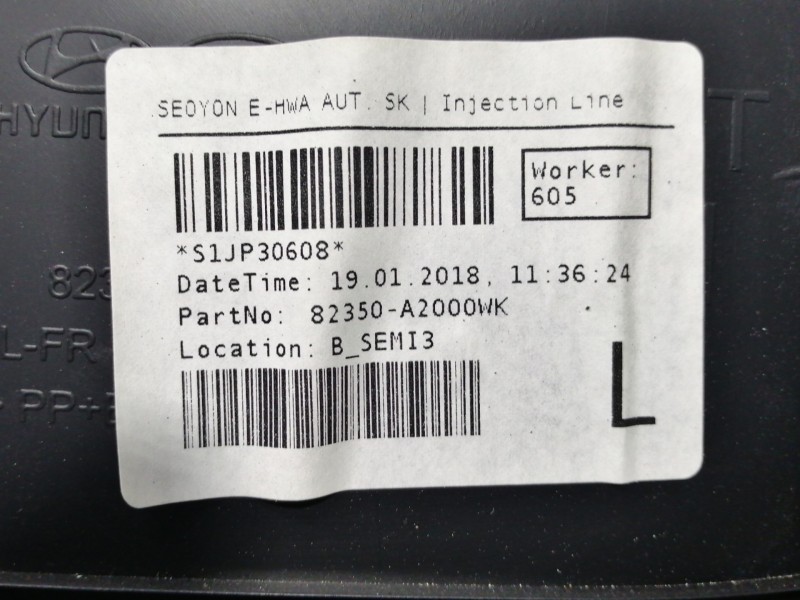 SEOYON E-HWA AUT. SK | Injection Line
Worker:
605
*S1JP30608*
DateTime: 19.01.2018, 11:36:24
PartNo: 82350-A2000WK
Location: B_SEMI3
L
HYUN
823
L-FR
PP+E
T